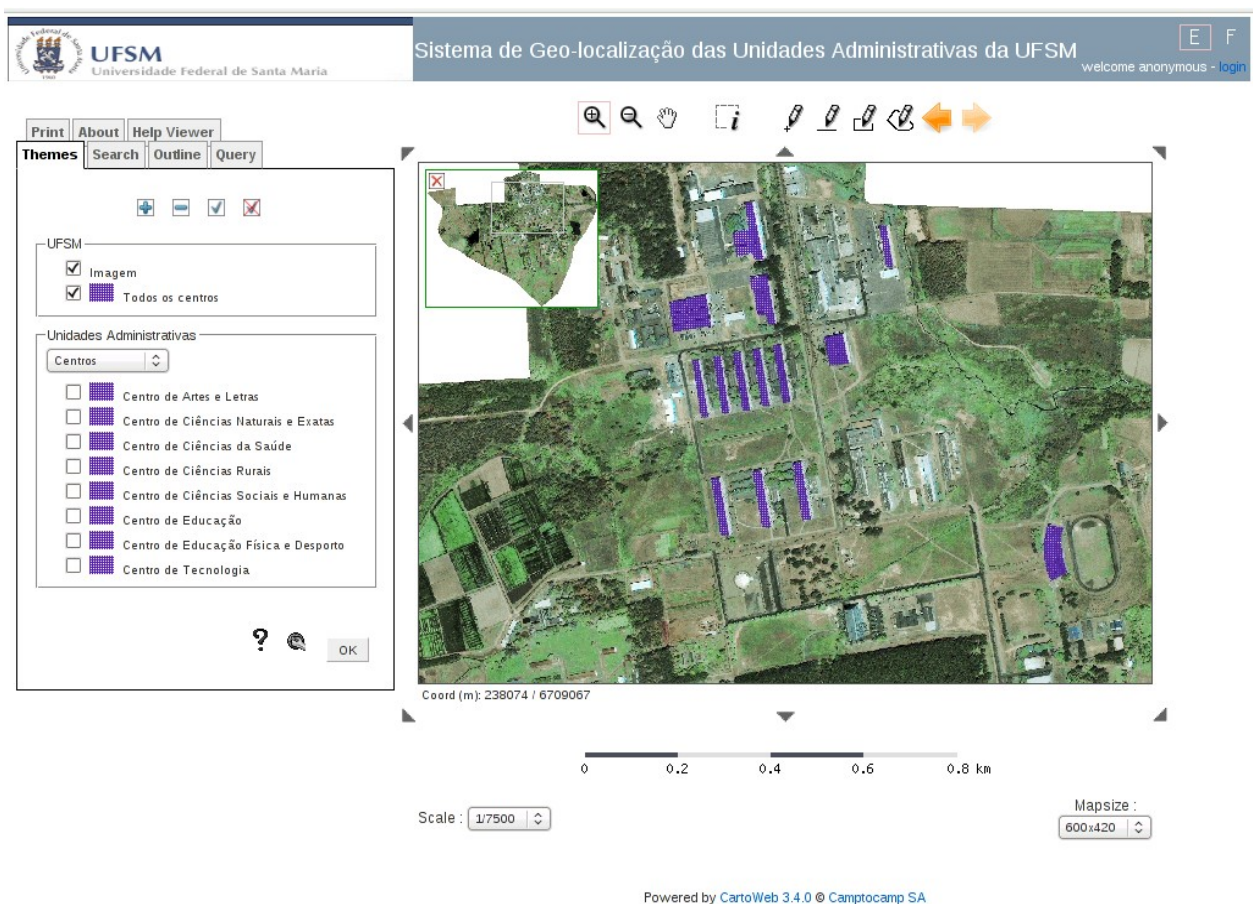 UFSM
Universidade Federal de Santa Maria
Sistema de Geo-localização das Unidades Administrativas da UFSM
E F
welcome anonymous - login
Print About Help Viewer
Themes Search Outline Query
UFSM
Imagem
Todos os centros
Unidades Administrativas
Centros
Centro de Artes e Letras
Centro de Ciências Naturais e Exatas
Centro de Ciências da Saúde
Centro de Ciências Rurais
Centro de Ciências Sociais e Humanas
Centro de Educação
Centro de Educação Física e Desporto
Centro de Tecnologia
? OK
Coord (m): 238074 / 6709067
0 0.2 0.4 0.6 0.8 km
Scale : 1/7500
Mapsize :
600x420
Powered by CartoWeb 3.4.0 © Camptocamp SA